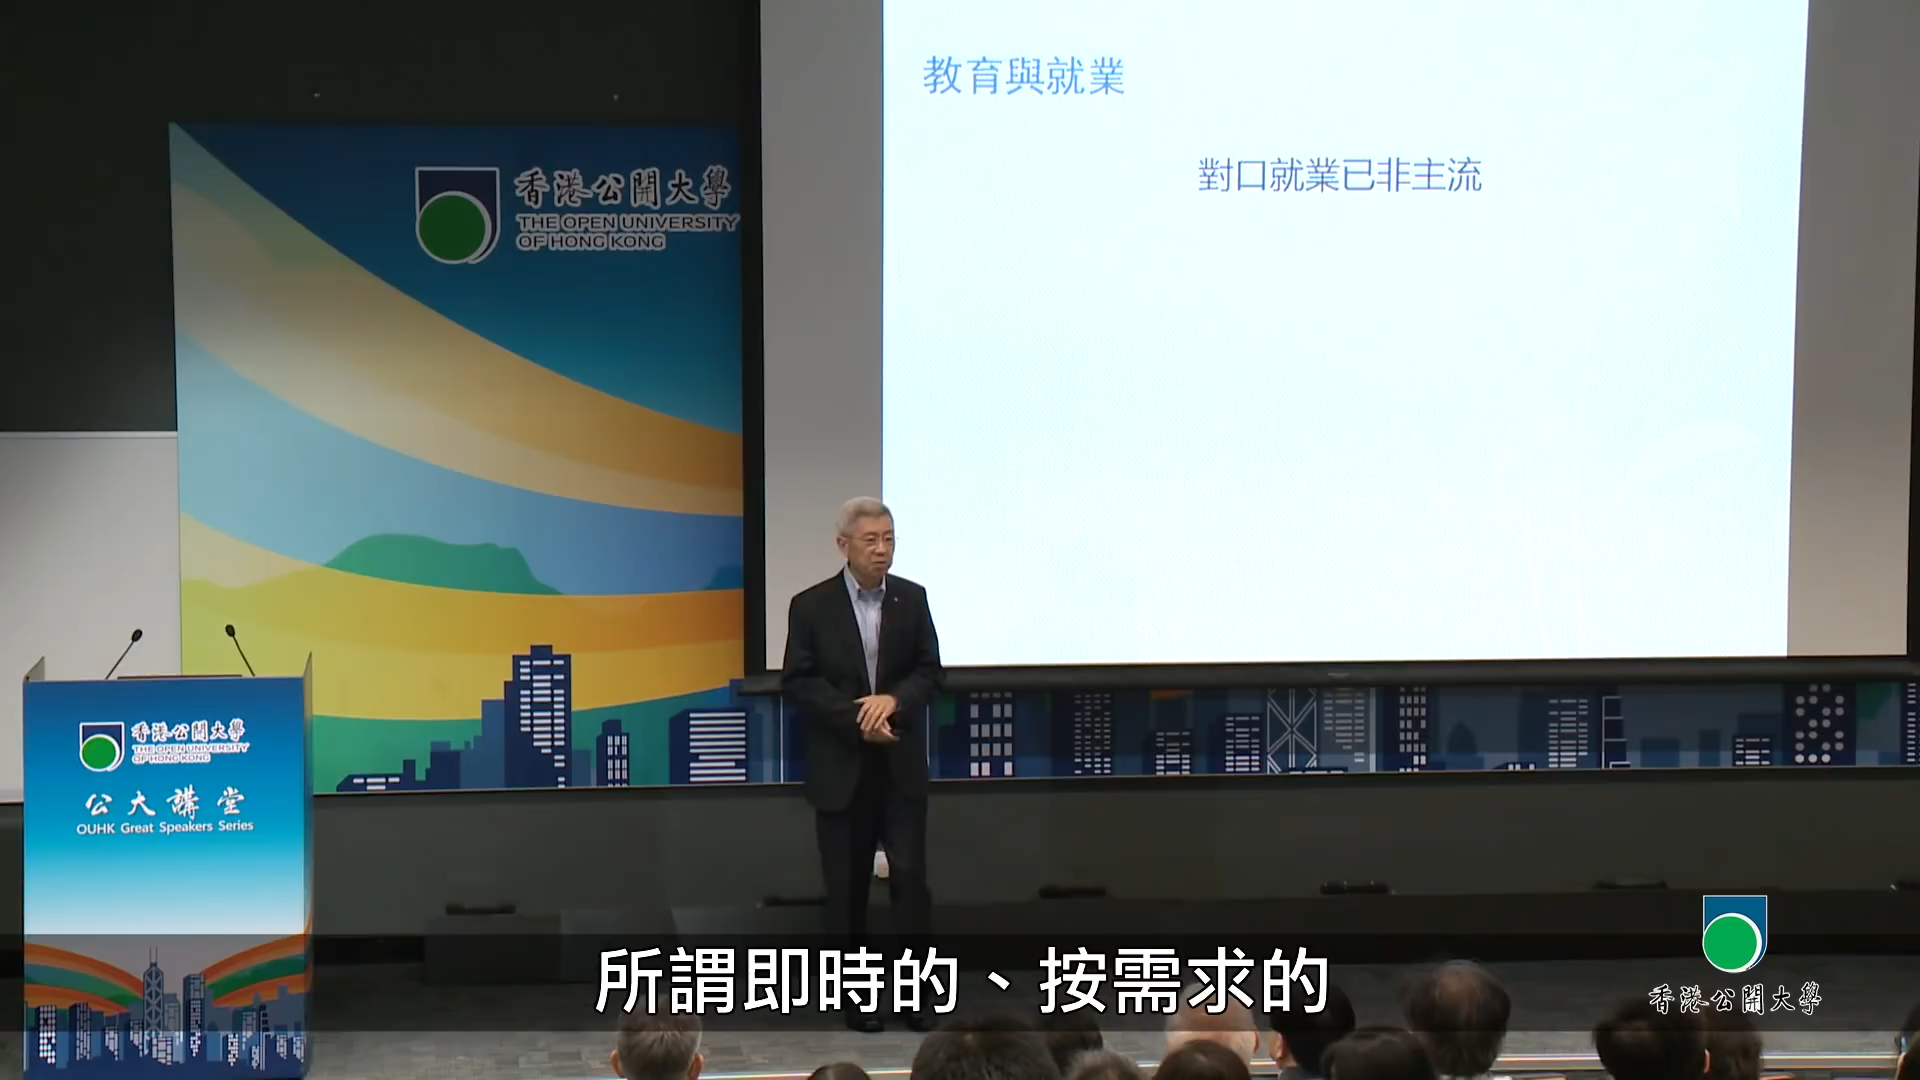 教育與就業
對口就業已非主流
香港公開大學
THE OPEN UNIVERSITY
OF HONG KONG
香港公開大學
THE OPEN UNIVERSITY
OF HONG KONG
公大講堂
OUHK Great Speakers Series
所謂即時的、按需求的
香港公開大學